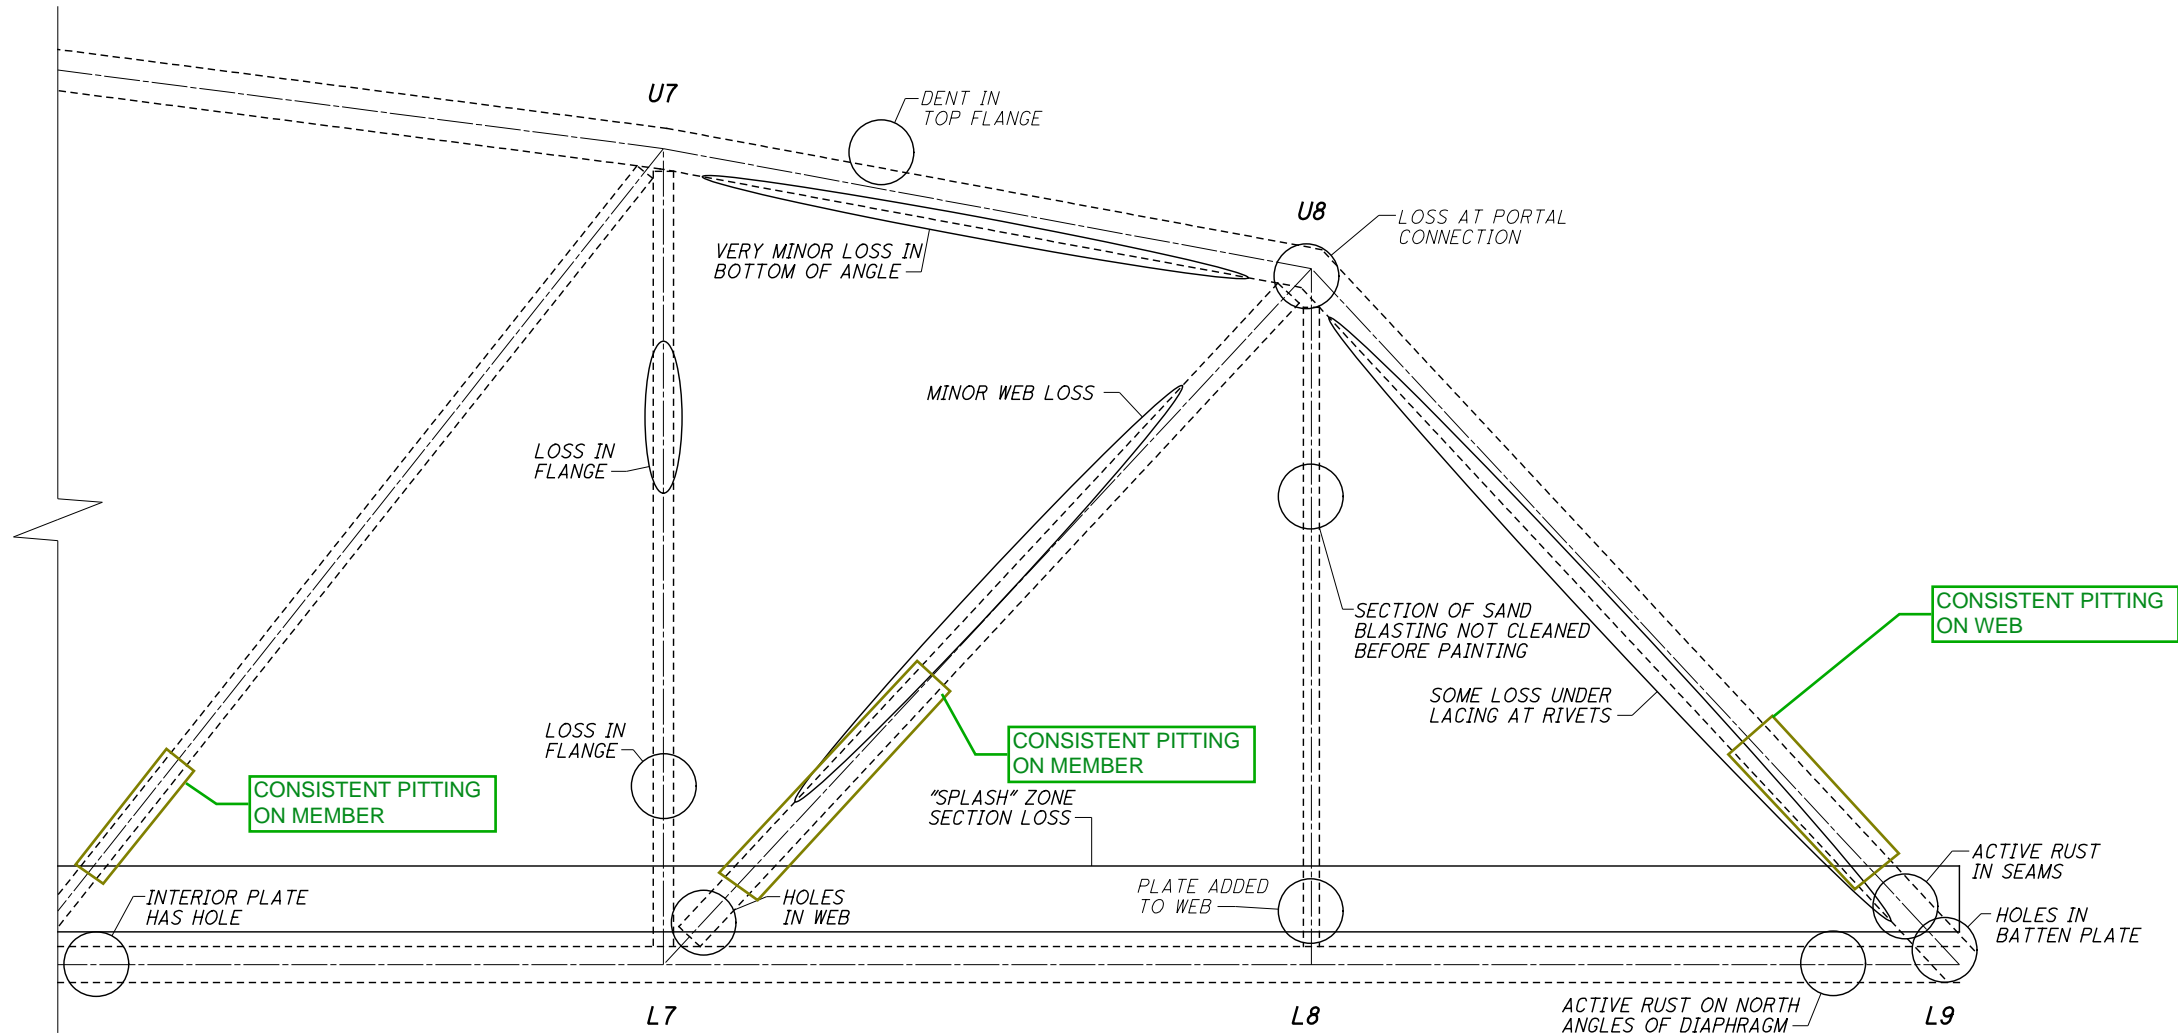 U7
DENT IN
TOP FLANGE
U8
LOSS AT PORTAL
CONNECTION
VERY MINOR LOSS IN
BOTTOM OF ANGLE
MINOR WEB LOSS
LOSS IN
FLANGE
SECTION OF SAND
BLASTING NOT CLEANED
BEFORE PAINTING
CONSISTENT PITTING
ON WEB
SOME LOSS UNDER
LACING AT RIVETS
LOSS IN
FLANGE
CONSISTENT PITTING
ON MEMBER
CONSISTENT PITTING
ON MEMBER
"SPLASH" ZONE
SECTION LOSS
ACTIVE RUST
IN SEAMS
INTERIOR PLATE
HAS HOLE
HOLES
IN WEB
PLATE ADDED
TO WEB
HOLES IN
BATTEN PLATE
ACTIVE RUST ON NORTH
ANGLES OF DIAPHRAGM
L7
L8
L9